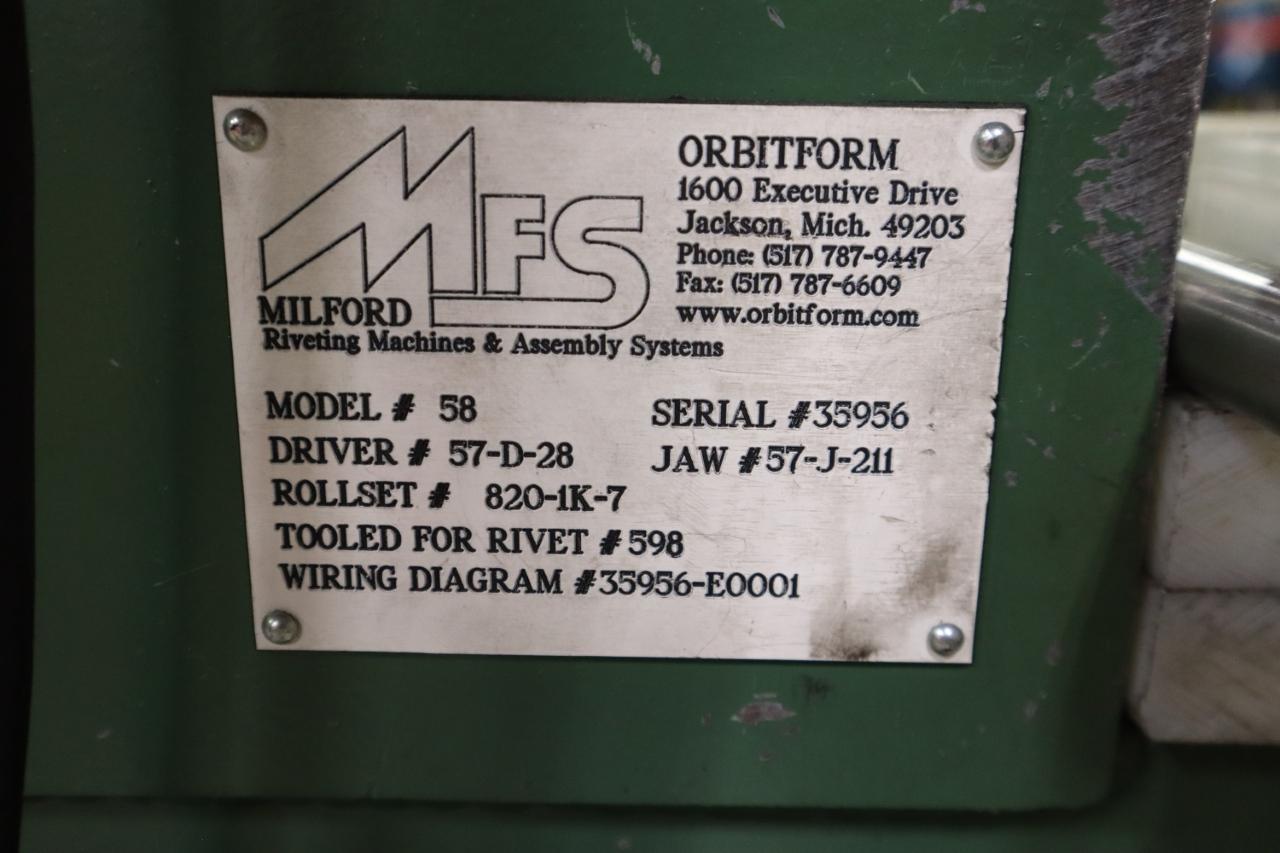 MFS
MILFORD
Riveting Machines & Assembly Systems
ORBITFORM
1600 Executive Drive
Jackson, Mich. 49203
Phone: (517) 787-9447
Fax: (517) 787-6609
www.orbitform.com
MODEL # 58
SERIAL #35956
DRIVER # 57-D-28
JAW #57-J-211
ROLLSET # 820-1K-7
TOOLED FOR RIVET #598
WIRING DIAGRAM #35956-E0001